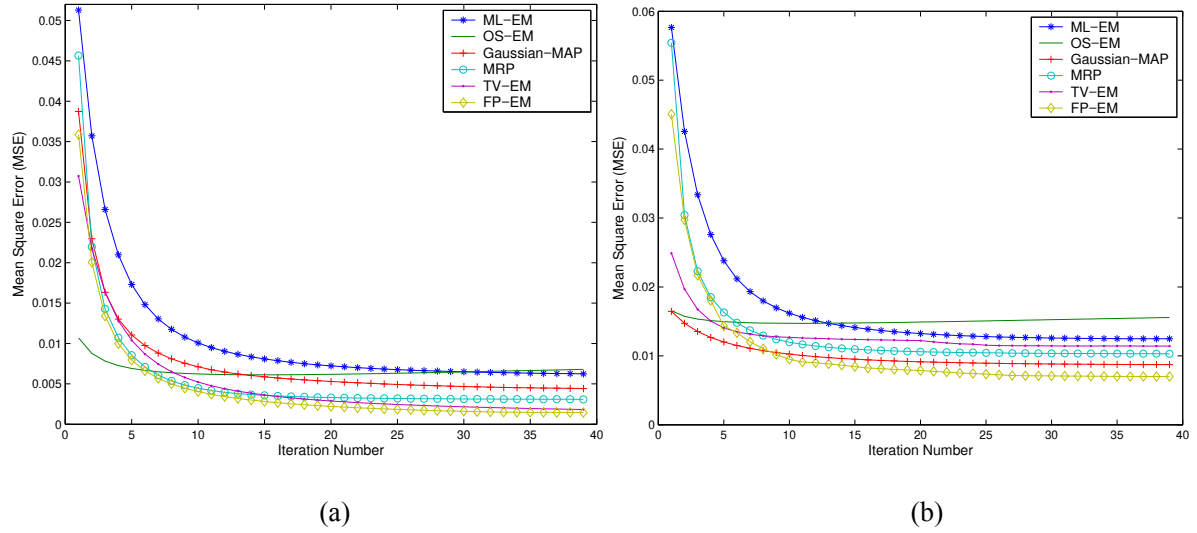 0.05
0.045
0.04
0.035
0.03
0.025
0.02
0.015
0.01
0.005
0
Mean Square Error (MSE)
0 5 10 15 20 25 30 35 40
Iteration Number
ML−EM
OS−EM
Gaussian−MAP
MRP
TV−EM
FP−EM
(a)
0.06
0.05
0.04
0.03
0.02
0.01
0
Mean Square Error (MSE)
0 5 10 15 20 25 30 35 40
Iteration Number
ML−EM
OS−EM
Gaussian−MAP
MRP
TV−EM
FP−EM
(b)